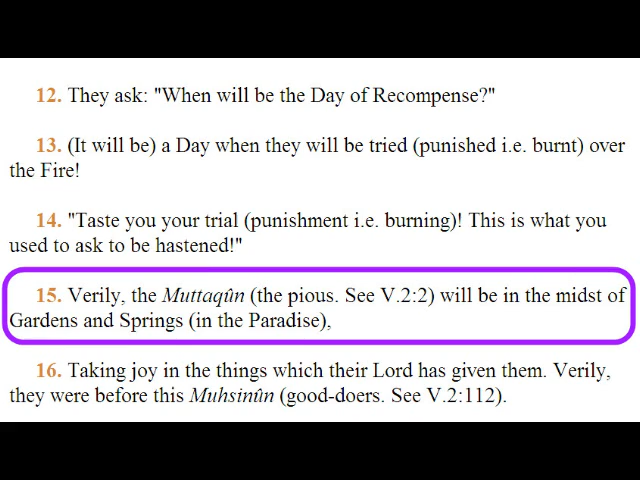 12. They ask: "When will be the Day of Recompense?"
13. (It will be) a Day when they will be tried (punished i.e. burnt) over
the Fire!
14. "Taste you your trial (punishment i.e. burning)! This is what you
used to ask to be hastened!"
15. Verily, the Muttaqûn (the pious. See V.2:2) will be in the midst of
Gardens and Springs (in the Paradise),
16. Taking joy in the things which their Lord has given them. Verily,
they were before this Muhsinûn (good-doers. See V.2:112).